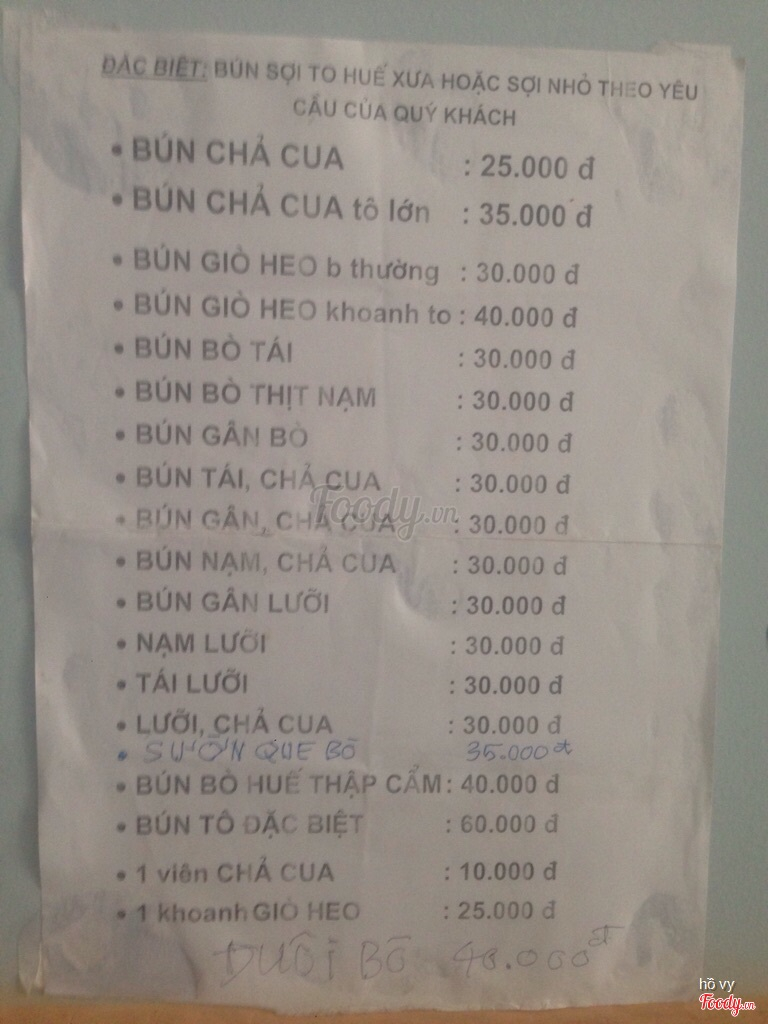 ĐẶC BIỆT: BÚN SỢI TO HUẾ XƯA HOẶC SỢI NHỎ THEO YÊU
CẦU CỦA QUÝ KHÁCH
• BÚN CHẢ CUA : 25.000 đ
• BÚN CHẢ CUA tô lớn : 35.000 đ
• BÚN GIÒ HEO b thường : 30.000 đ
• BÚN GIÒ HEO khoanh to : 40.000 đ
• BÚN BÒ TÁI : 30.000 đ
• BÚN BÒ THỊT NẠM : 30.000 đ
• BÚN GÂN BÒ : 30.000 đ
• BÚN TÁI, CHẢ CUA : 30.000 đ
Foody.vn
• BÚN GÂN, CHẢ CUA : 30.000 đ
• BÚN NẠM, CHẢ CUA : 30.000 đ
• BÚN GÂN LƯỠI : 30.000 đ
• NẠM LƯỠI : 30.000 đ
• TÁI LƯỠI : 30.000 đ
• LƯỠI, CHẢ CUA : 30.000 đ
• SƯỜN QUE BÒ 35.000 đ
• BÚN BÒ HUẾ THẬP CẨM : 40.000 đ
• BÚN TÔ ĐẶC BIỆT : 60.000 đ
• 1 viên CHẢ CUA : 10.000 đ
• 1 khoanh GIÒ HEO : 25.000 đ
ĐUÔI BÒ 40.000 đ
hồ vy
Foody.vn